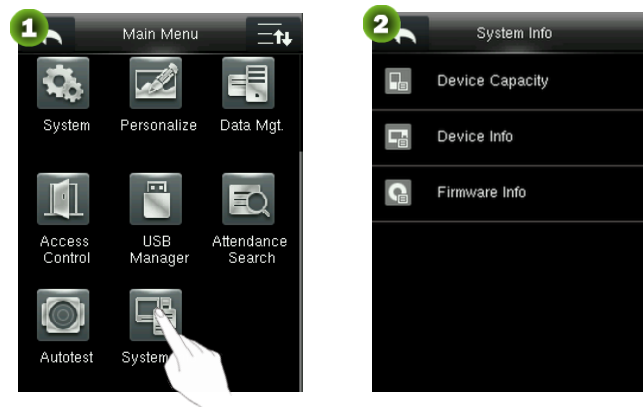 1
Main Menu
System
Personalize
Data Mgt.
Access
Control
USB
Manager
Attendance
Search
Autotest
System
2
System Info
Device Capacity
Device Info
Firmware Info